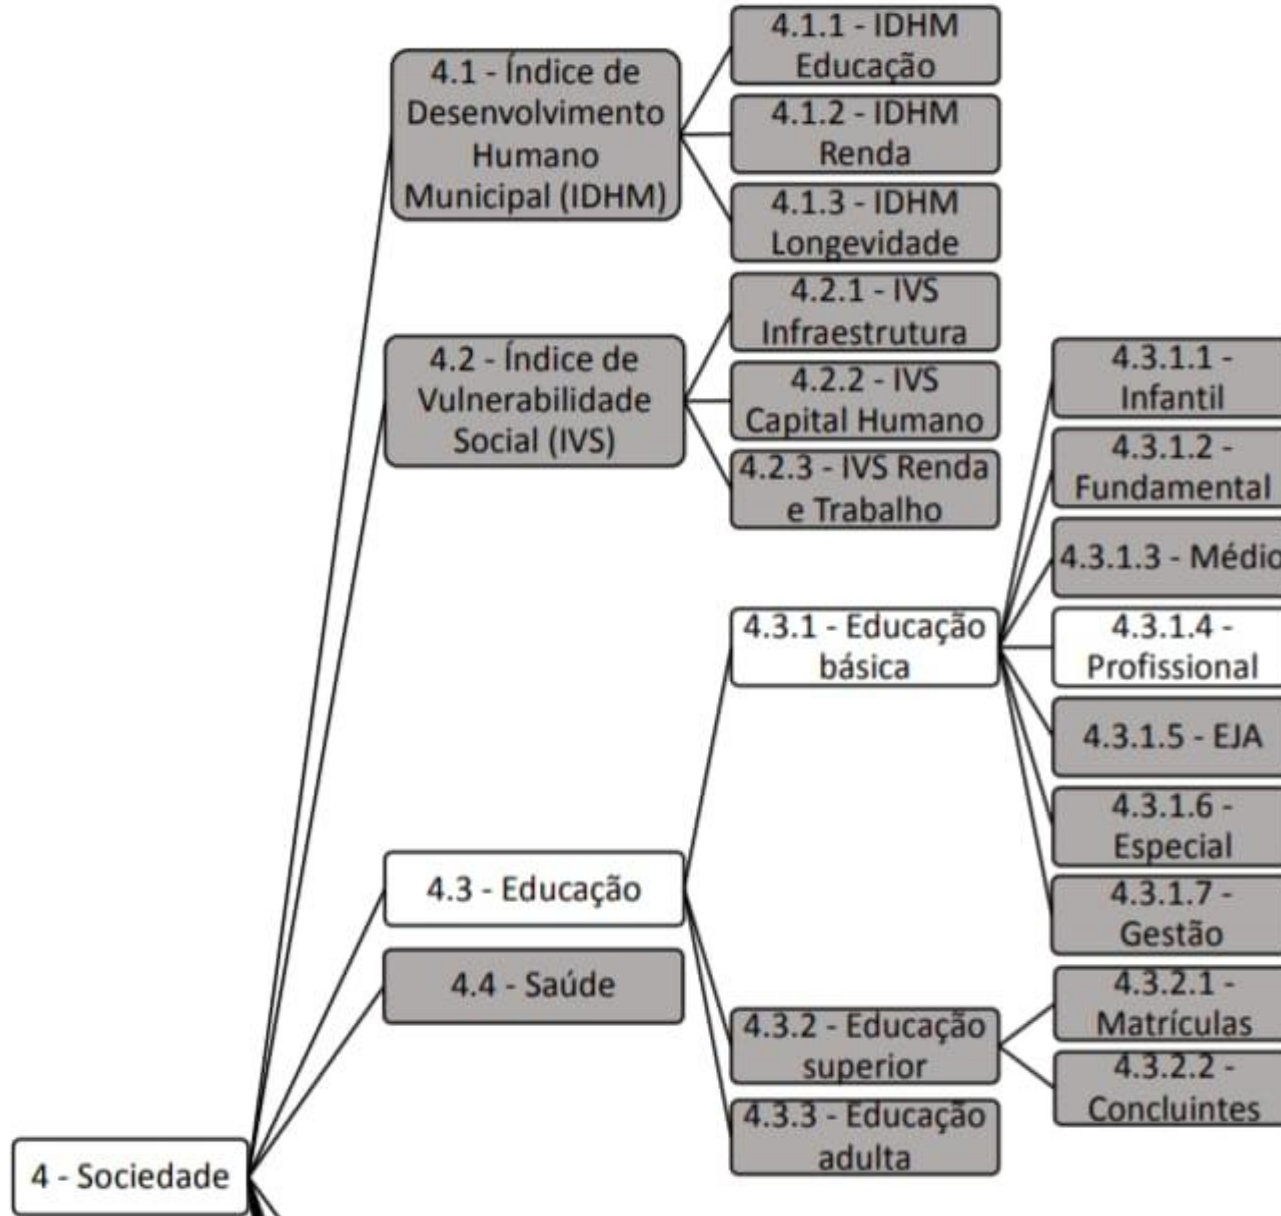 4.1.1 - IDHM
Educação
4.1 - Índice de
Desenvolvimento
Humano
Municipal (IDHM)
4.1.2 - IDHM
Renda
4.1.3 - IDHM
Longevidade
4.2.1 - IVS
Infraestrutura
4.2 - Índice de
Vulnerabilidade
Social (IVS)
4.2.2 - IVS
Capital Humano
4.2.3 - IVS Renda
e Trabalho
4.3.1.1 -
Infantil
4.3.1.2 -
Fundamental
4.3.1.3 - Médio
4.3.1 - Educação
básica
4.3.1.4 -
Profissional
4.3.1.5 - EJA
4.3.1.6 -
Especial
4.3.1.7 -
Gestão
4.3 - Educação
4.4 - Saúde
4.3.2 - Educação
superior
4.3.2.1 -
Matrículas
4.3.2.2 -
Concluintes
4.3.3 - Educação
adulta
4 - Sociedade